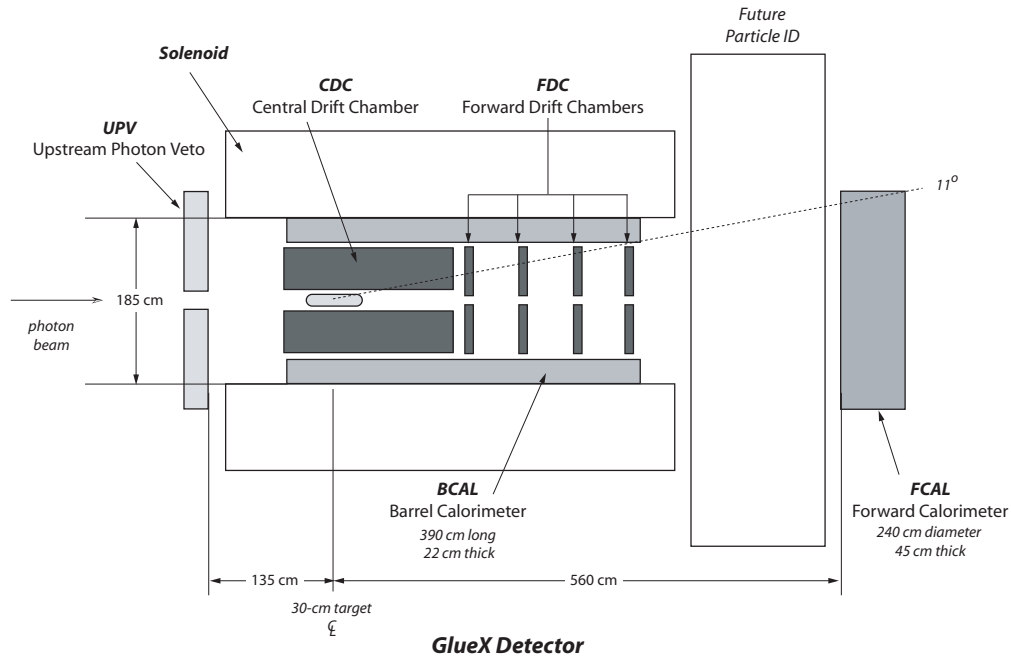 Future
Particle ID
Solenoid
CDC
Central Drift Chamber
FDC
Forward Drift Chambers
UPV
Upstream Photon Veto
11º
185 cm
photon
beam
BCAL
Barrel Calorimeter
390 cm long
22 cm thick
FCAL
Forward Calorimeter
240 cm diameter
45 cm thick
135 cm
560 cm
30-cm target
℄
GlueX Detector